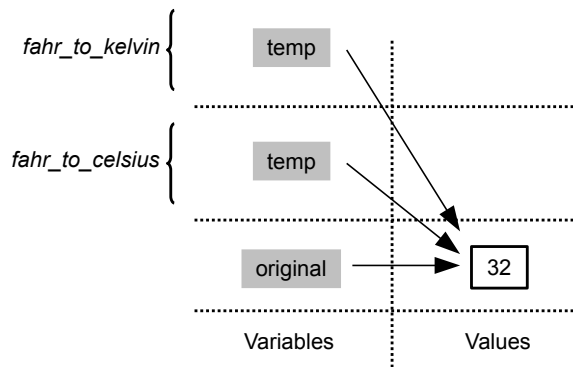 fahr_to_kelvin
temp
fahr_to_celsius
temp
original
32
Variables
Values